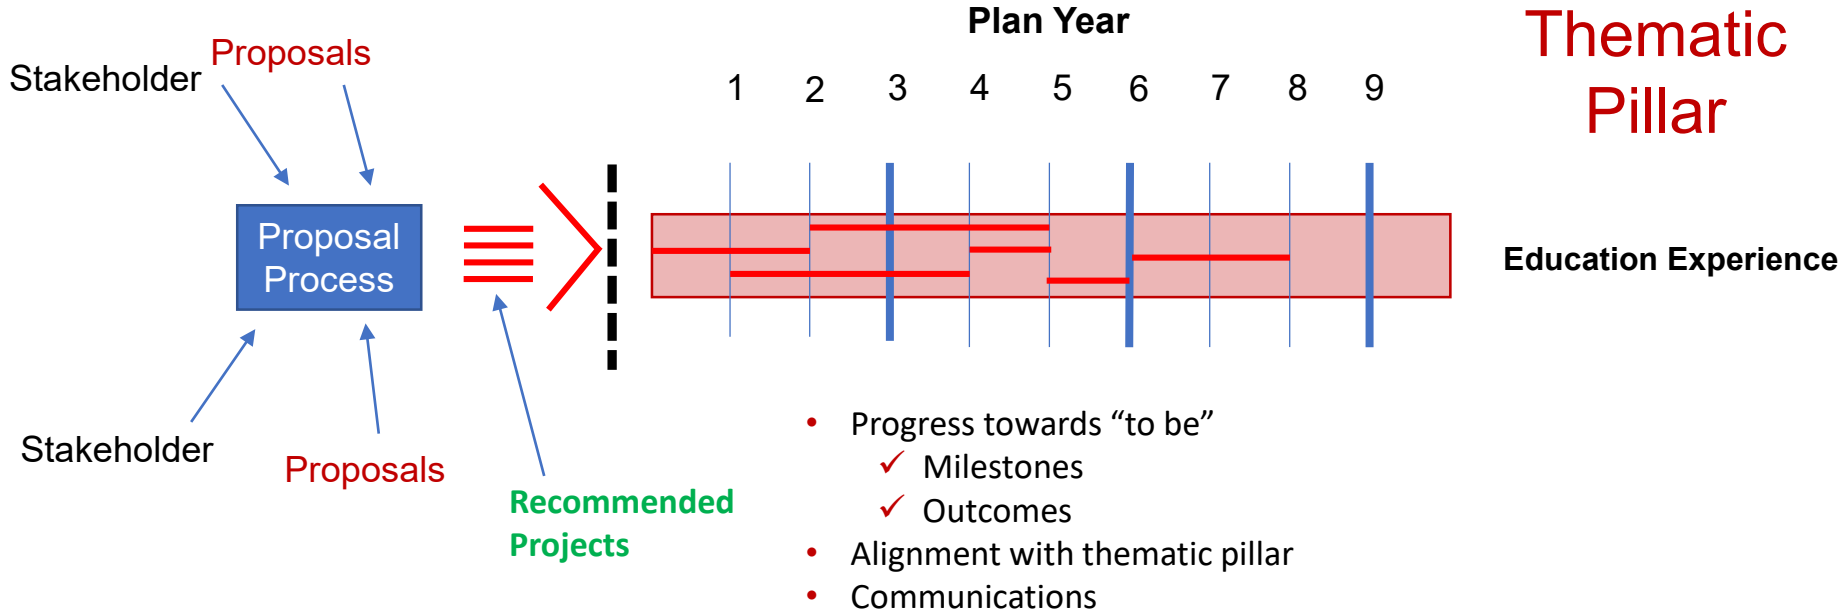 Plan Year
Thematic
Pillar
Proposals
Stakeholder
1 2 3 4 5 6 7 8 9
Proposal
Process
Education Experience
Stakeholder
Proposals
Recommended
Projects
• Progress towards “to be”
✓ Milestones
✓ Outcomes
• Alignment with thematic pillar
• Communications